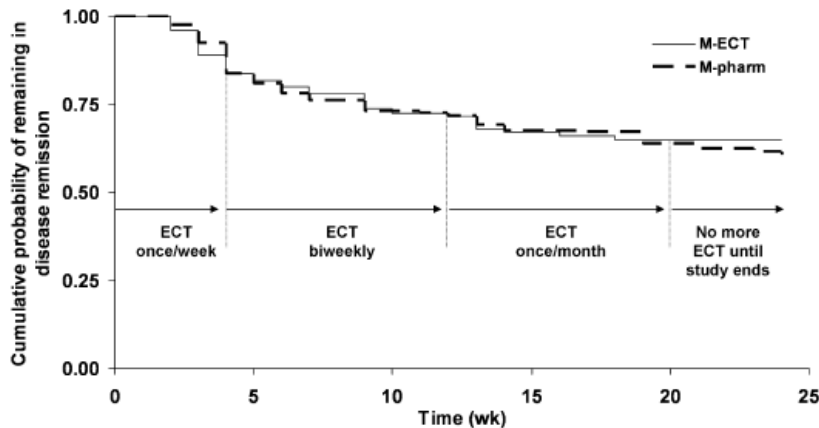 Cumulative probability of remaining in
disease remission
1.00
0.75
0.50
0.25
0.00
M-ECT
M-pharm
ECT
once/week
ECT
biweekly
ECT
once/month
No more
ECT until
study ends
0
5
10
15
20
25
Time (wk)